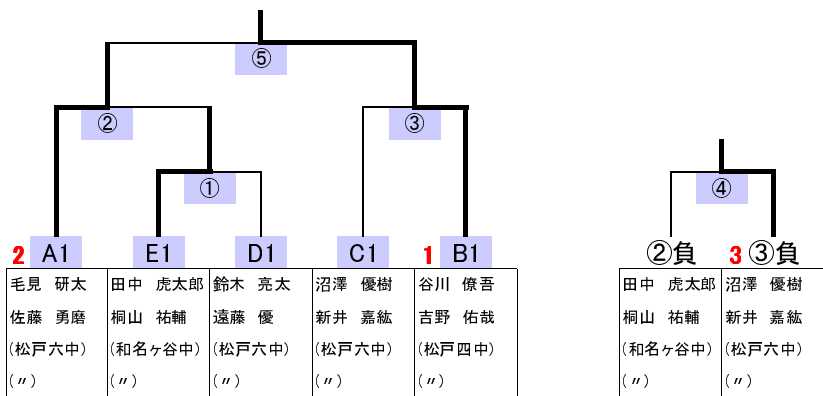 ⑤
② ③
① ④
2 A1 E1 D1 C1 1 B1 ②負 3 ③負
毛見 研太 田中 虎太郎 鈴木 亮太 沼澤 優樹 谷川 僚吾 田中 虎太郎 沼澤 優樹
佐藤 勇磨 桐山 祐輔 遠藤 優 新井 嘉紘 吉野 佑哉 桐山 祐輔 新井 嘉紘
(松戸六中) (和名ヶ谷中) (松戸六中) (松戸六中) (松戸四中) (和名ヶ谷中) (松戸六中)
(〃) (〃) (〃) (〃) (〃) (〃) (〃)